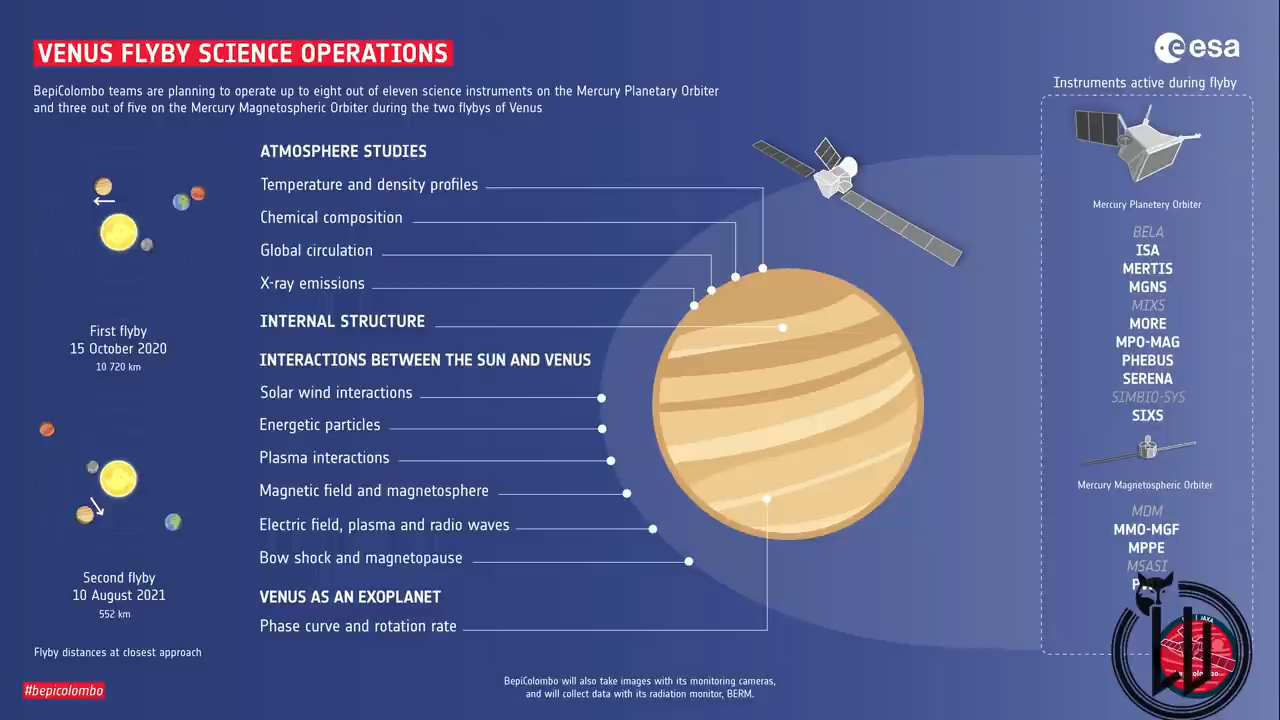 VENUS FLYBY SCIENCE OPERATIONS
esa
BepiColombo teams are planning to operate up to eight out of eleven science instruments on the Mercury Planetary Orbiter
and three out of five on the Mercury Magnetospheric Orbiter during the two flybys of Venus
First flyby
15 October 2020
10 720 km
Second flyby
10 August 2021
552 km
Flyby distances at closest approach
#bepicolombo
ATMOSPHERE STUDIES
Temperature and density profiles
Chemical composition
Global circulation
X-ray emissions
INTERNAL STRUCTURE
INTERACTIONS BETWEEN THE SUN AND VENUS
Solar wind interactions
Energetic particles
Plasma interactions
Magnetic field and magnetosphere
Electric field, plasma and radio waves
Bow shock and magnetopause
VENUS AS AN EXOPLANET
Phase curve and rotation rate
BepiColombo will also take images with its monitoring cameras,
and will collect data with its radiation monitor, BERM.
Instruments active during flyby
Mercury Planetery Orbiter
BELA
ISA
MERTIS
MGNS
MIXS
MORE
MPO-MAG
PHEBUS
SERENA
SIMBIO-SYS
SIXS
Mercury Magnetospheric Orbiter
MDM
MMO-MGF
MPPE
MSASI
JAXA